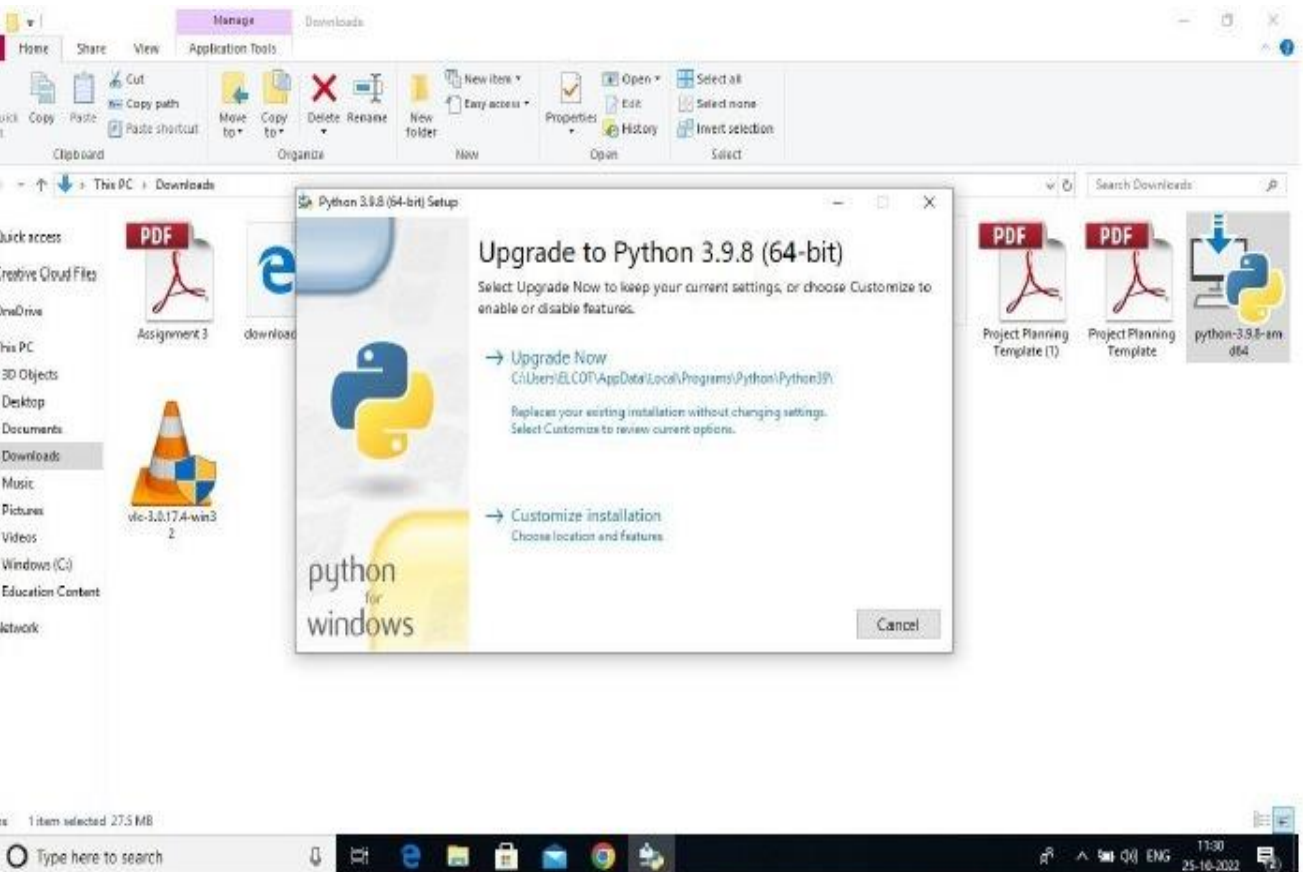 Manage
Downloads
Home Share View Application Tools
Cut
Copy path
Paste shortcut
Copy Paste
Move to
Copy to
Delete Rename
New folder
New item
Easy access
Properties
Open
Edit
History
Select all
Select none
Invert selection
Clipboard Organize New Open Select
This PC › Downloads
Search Downloads
Python 3.9.8 (64-bit) Setup
Upgrade to Python 3.9.8 (64-bit)
Select Upgrade Now to keep your current settings, or choose Customize to
enable or disable features.
Upgrade Now
C:\Users\ELCOT\AppData\Local\Programs\Python\Python39\
Replaces your existing installation without changing settings.
Select Customize to review current options.
Customize installation
Choose location and features
python
for
windows
Cancel
uick access
reative Cloud Files
OneDrive
his PC
3D Objects
Desktop
Documents
Downloads
Music
Pictures
Videos
Windows (C:)
Education Content
etwork
PDF
Assignment 3
download
vlc-3.0.17.4-win3
2
PDF
Project Planning
Template (1)
PDF
Project Planning
Template
python-3.9.8-am
d64
1 item selected 27.5 MB
Type here to search
ENG
11:30
25-10-2022